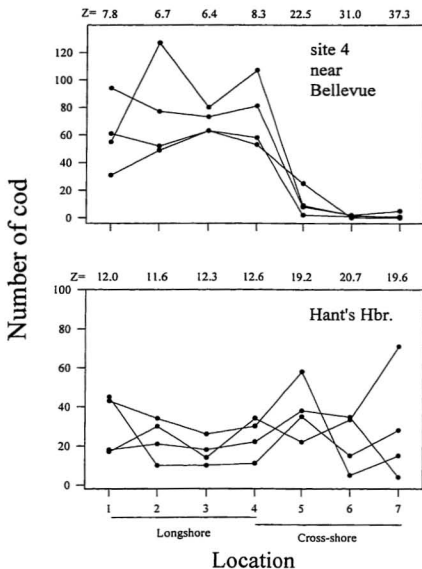 Z= 7.8 6.7 6.4 8.3 22.5 31.0 37.3
site 4
near
Bellevue
120
100
80
60
40
20
0
Number of cod
Z= 12.0 11.6 12.3 12.6 19.2 20.7 19.6
Hant's Hbr.
100
80
60
40
20
0
1 2 3 4 5 6 7
Longshore Cross-shore
Location